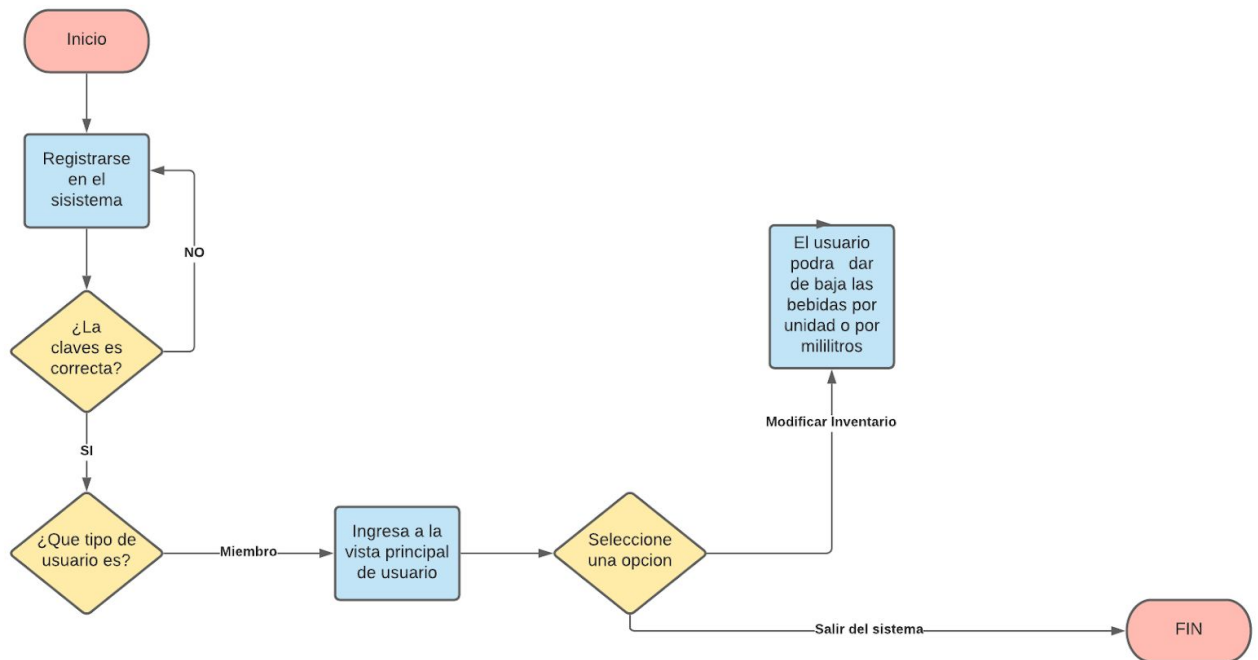 Inicio
Registrarse
en el
sisistema
NO
¿La
claves es
correcta?
SI
¿Que tipo de
usuario es?
Miembro
Ingresa a la
vista principal
de usuario
Seleccione
una opcion
Modificar Inventario
El usuario
podra dar
de baja las
bebidas por
unidad o por
mililitros
Salir del sistema
FIN